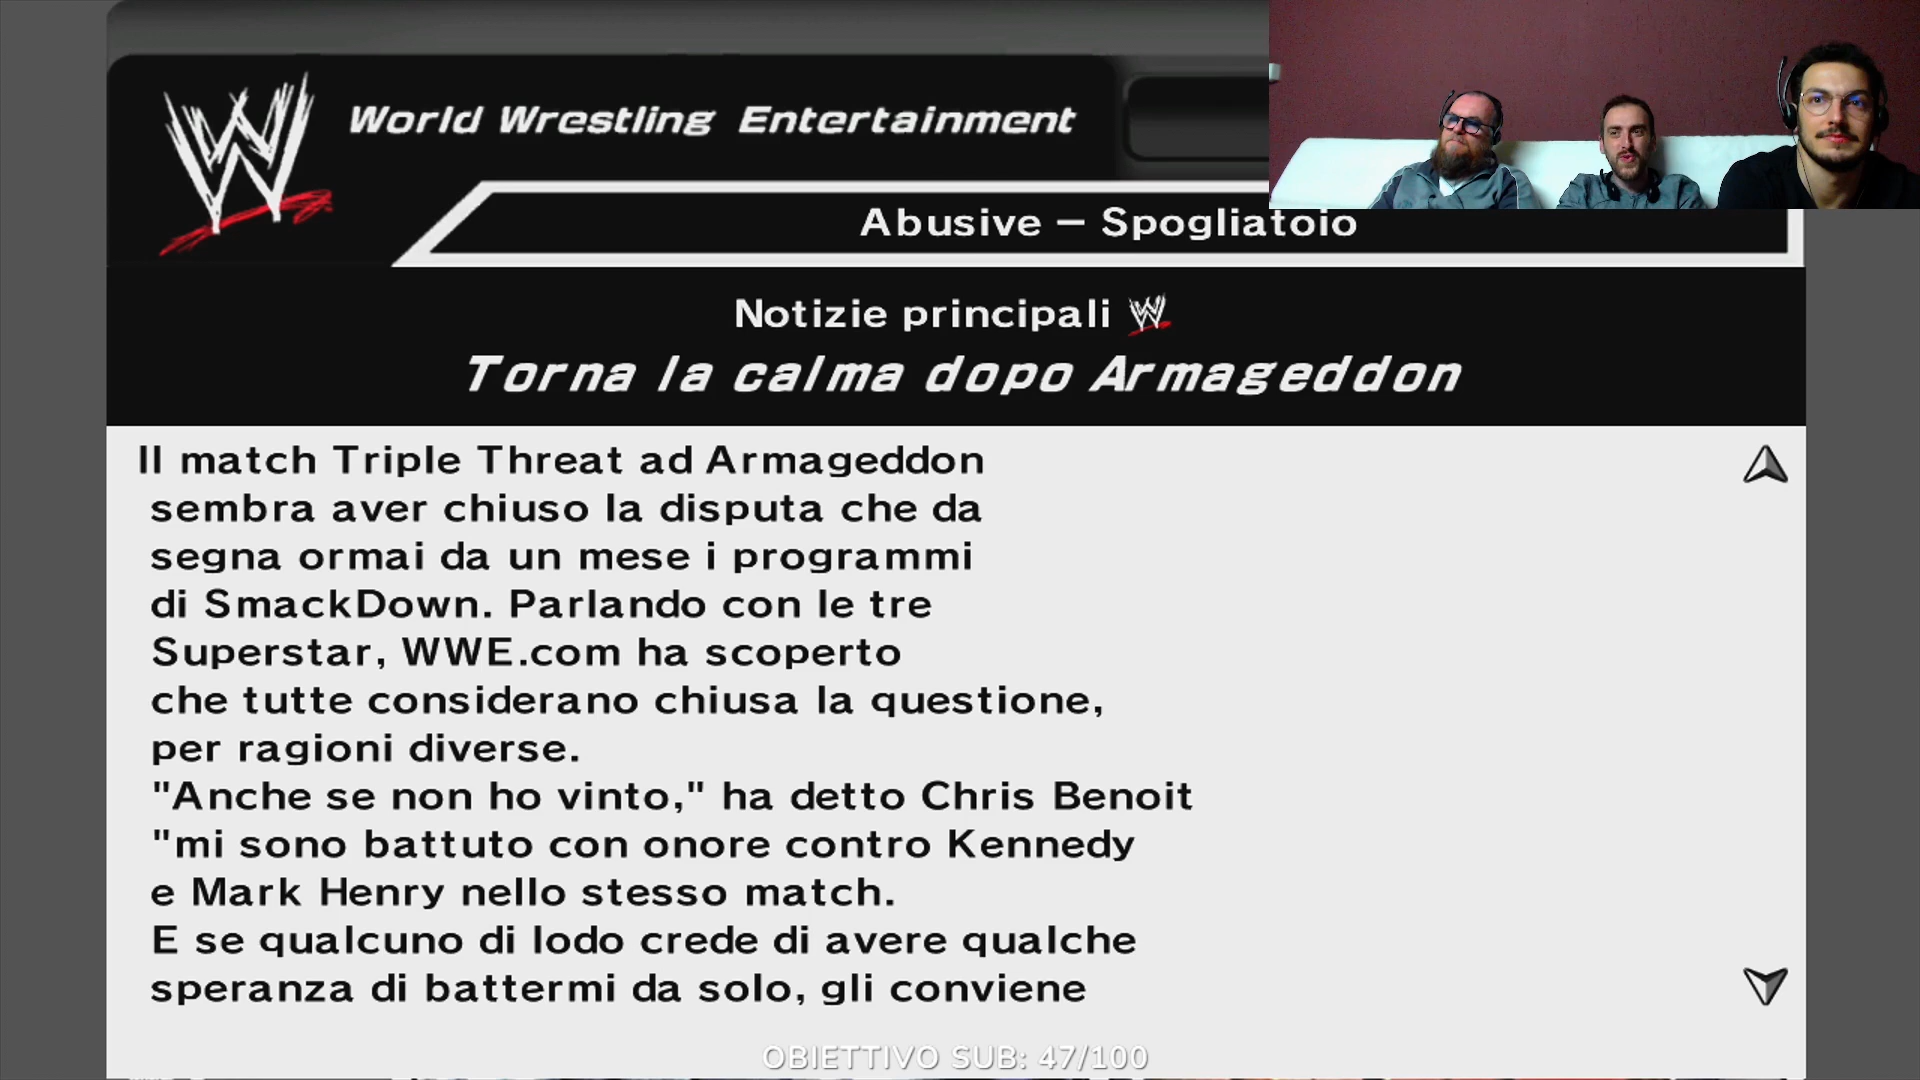 World Wrestling Entertainment
Abusive – Spogliatoio
Notizie principali
Torna la calma dopo Armageddon
Il match Triple Threat ad Armageddon
sembra aver chiuso la disputa che da
segna ormai da un mese i programmi
di SmackDown. Parlando con le tre
Superstar, WWE.com ha scoperto
che tutte considerano chiusa la questione,
per ragioni diverse.
"Anche se non ho vinto," ha detto Chris Benoit
"mi sono battuto con onore contro Kennedy
e Mark Henry nello stesso match.
E se qualcuno di lodo crede di avere qualche
speranza di battermi da solo, gli conviene
OBIETTIVO SUB: 47/100